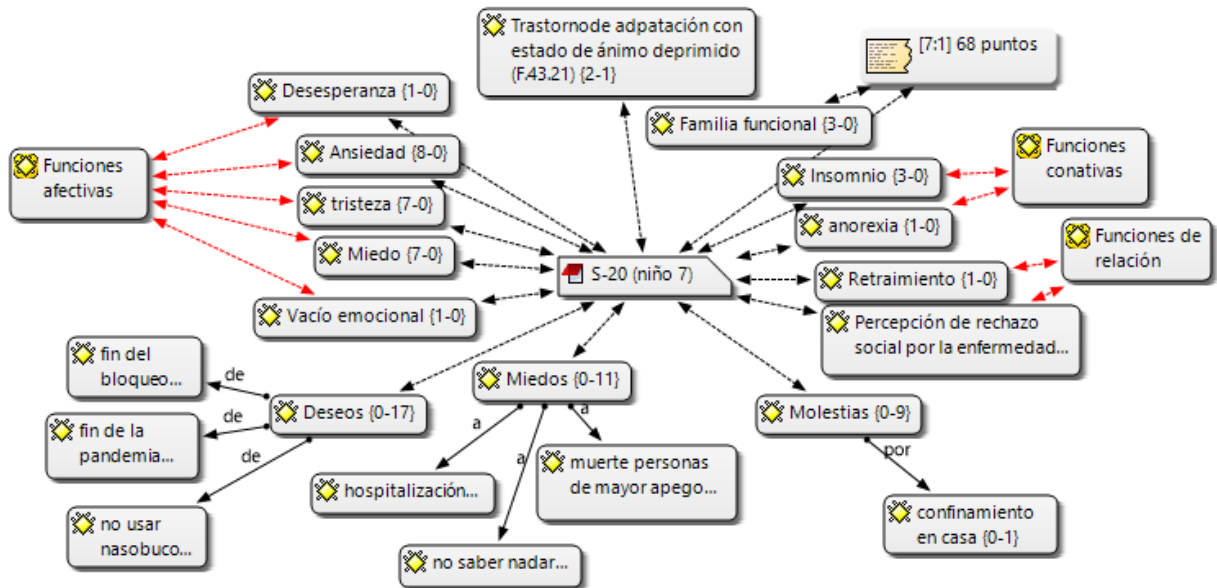 Trastornode adpatación con
estado de ánimo deprimido
(F.43.21) {2-1}
[7:1] 68 puntos
Desesperanza {1-0}
Familia funcional {3-0}
Funciones
afectivas
Ansiedad {8-0}
Insomnio {3-0}
Funciones
conativas
tristeza {7-0}
anorexia {1-0}
Miedo {7-0}
S-20 (niño 7)
Retraimiento {1-0}
Funciones de
relación
Vacío emocional {1-0}
Percepción de rechazo
social por la enfermedad...
fin del
bloqueo...
de
Miedos {0-11}
Deseos {0-17}
de
Molestias {0-9}
fin de la
pandemia...
de
a
a
a
por
muerte personas
de mayor apego...
hospitalización...
no usar
nasobuco...
confinamiento
en casa {0-1}
no saber nadar...